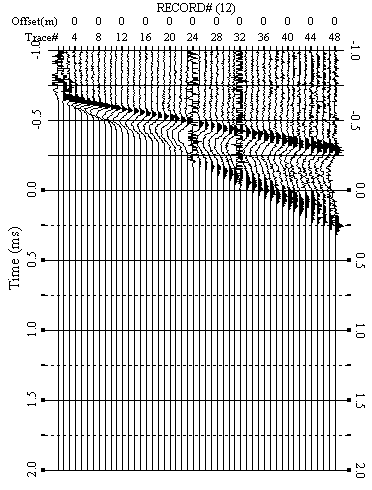 RECORD# (12)
Offset(m) 0 0 0 0 0 0 0 0 0 0 0 0
Trace# 4 8 12 16 20 24 28 32 36 40 44 48
-1.0 -1.0
-0.5 -0.5
0.0 0.0
0.5 0.5
1.0 1.0
1.5 1.5
2.0 2.0
Time (ms)